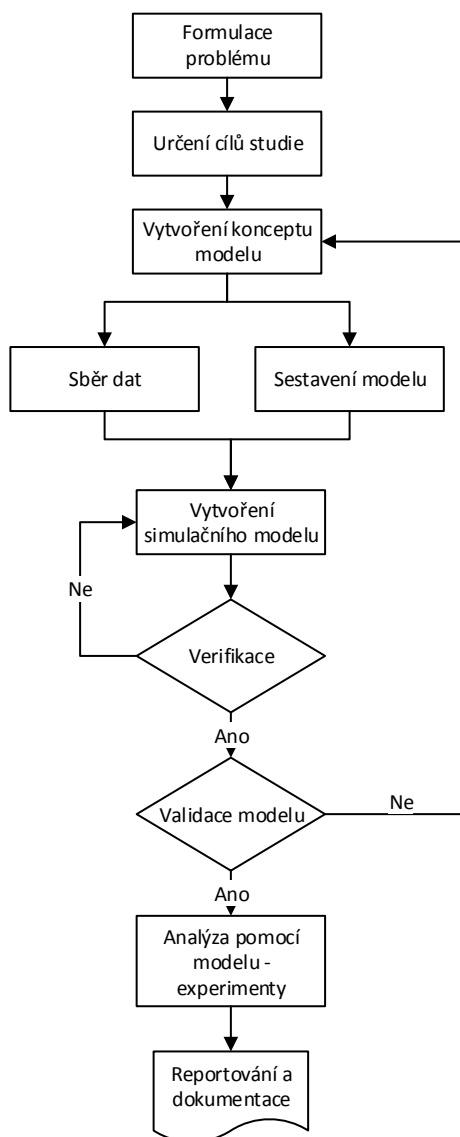 Formulace
problému
Určení cílů studie
Vytvoření konceptu
modelu
Sběr dat
Sestavení modelu
Vytvoření
simulačního modelu
Ne
Verifikace
Ano
Validace modelu
Ne
Ano
Analýza pomocí
modelu -
experimenty
Reportování a
dokumentace